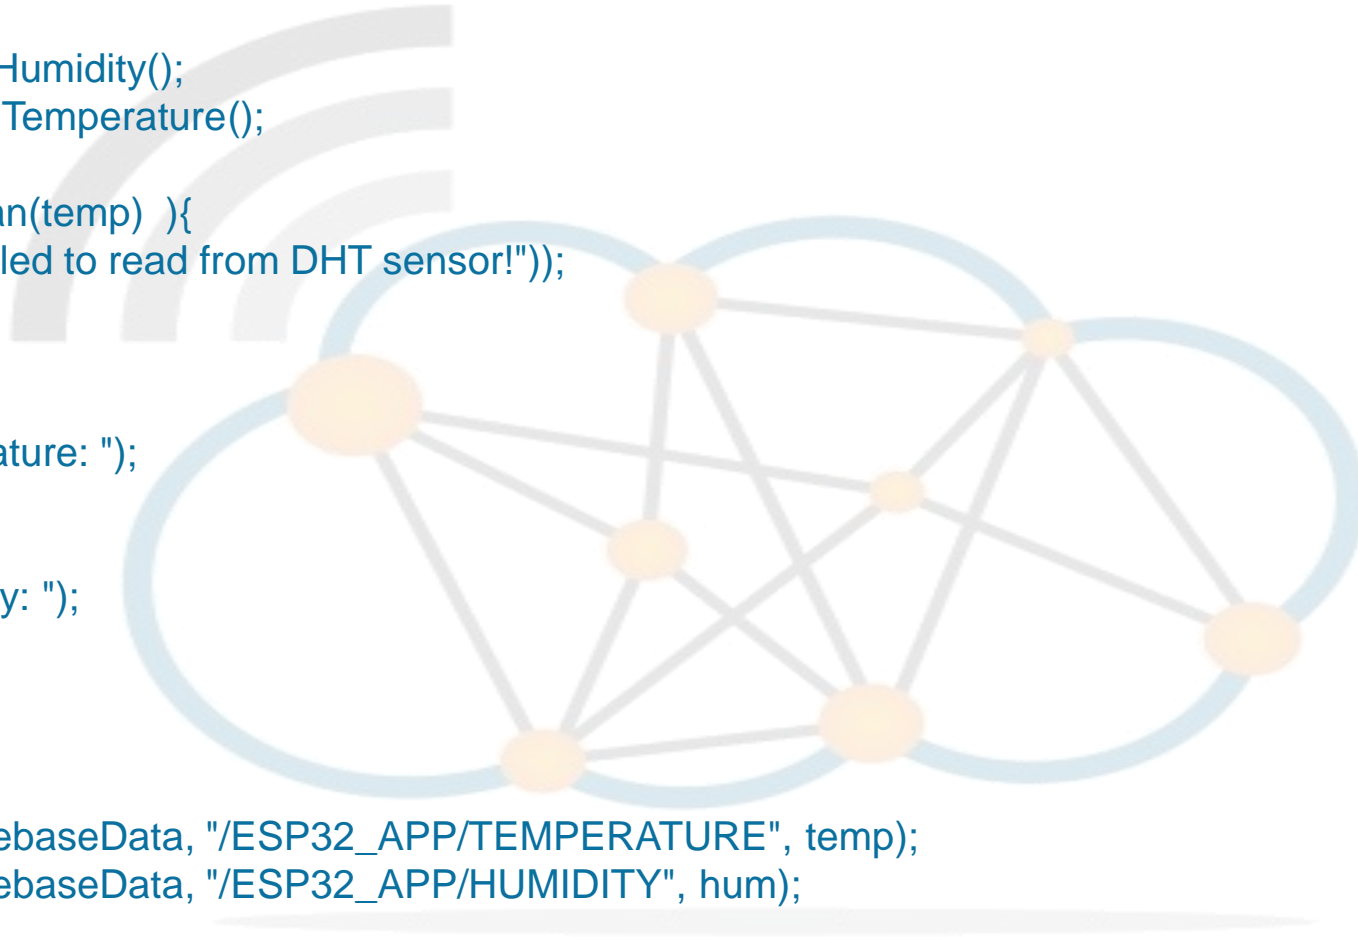 Humidity();
Temperature();
an(temp)  ){
led to read from DHT sensor!"));
ature: ");
y: ");
ebaseData, "/ESP32_APP/TEMPERATURE", temp);
ebaseData, "/ESP32_APP/HUMIDITY", hum);